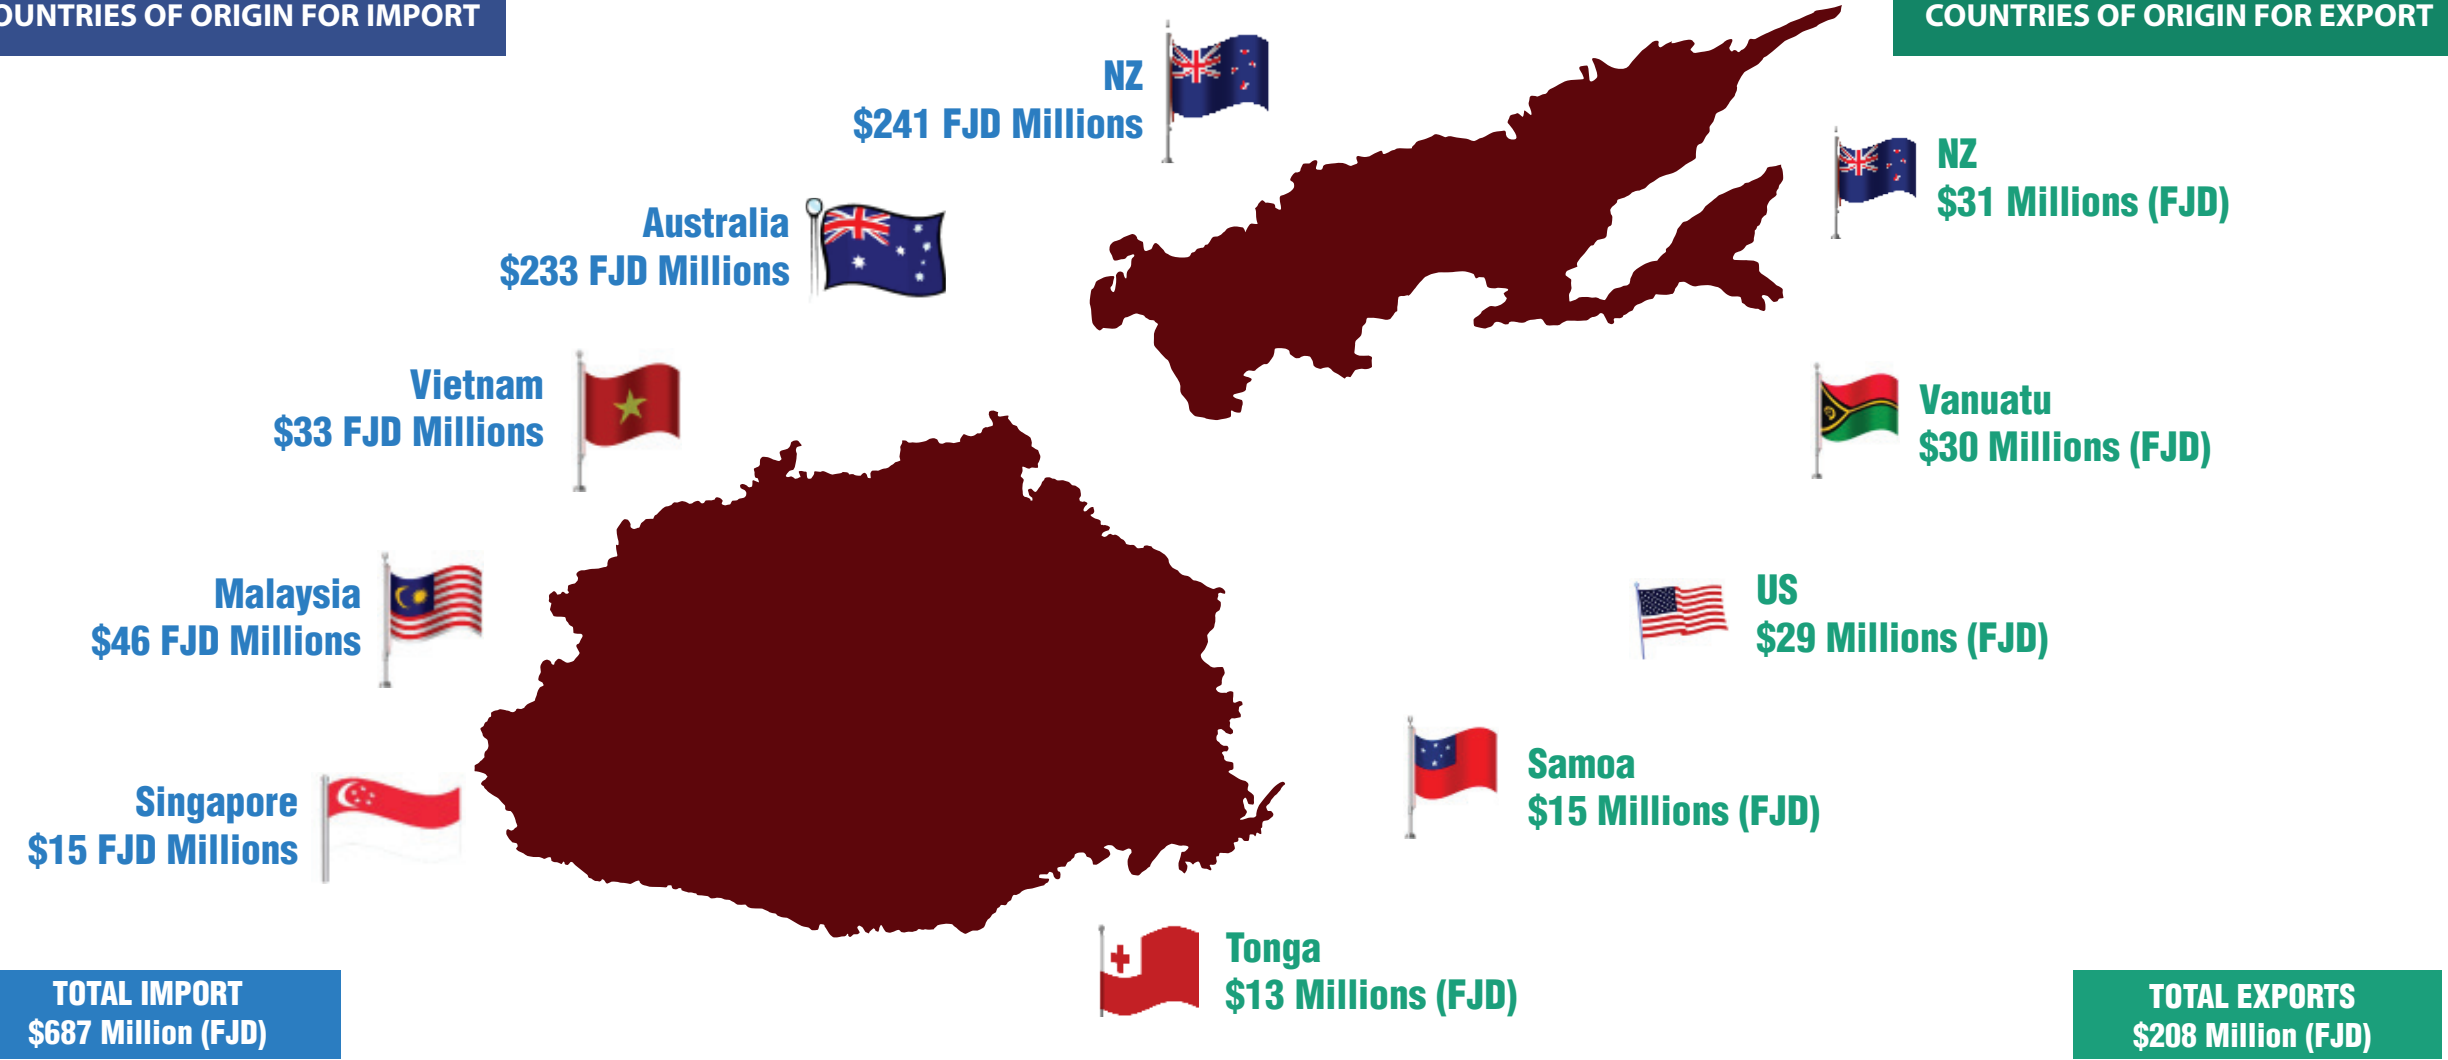 OUNTRIES OF ORIGIN FOR IMPORT
COUNTRIES OF ORIGIN FOR EXPORT
NZ
$241 FJD Millions
Australia
$233 FJD Millions
Vietnam
$33 FJD Millions
Malaysia
$46 FJD Millions
Singapore
$15 FJD Millions
TOTAL IMPORT
$687 Million (FJD)
NZ
$31 Millions (FJD)
Vanuatu
$30 Millions (FJD)
US
$29 Millions (FJD)
Samoa
$15 Millions (FJD)
Tonga
$13 Millions (FJD)
TOTAL EXPORTS
$208 Million (FJD)